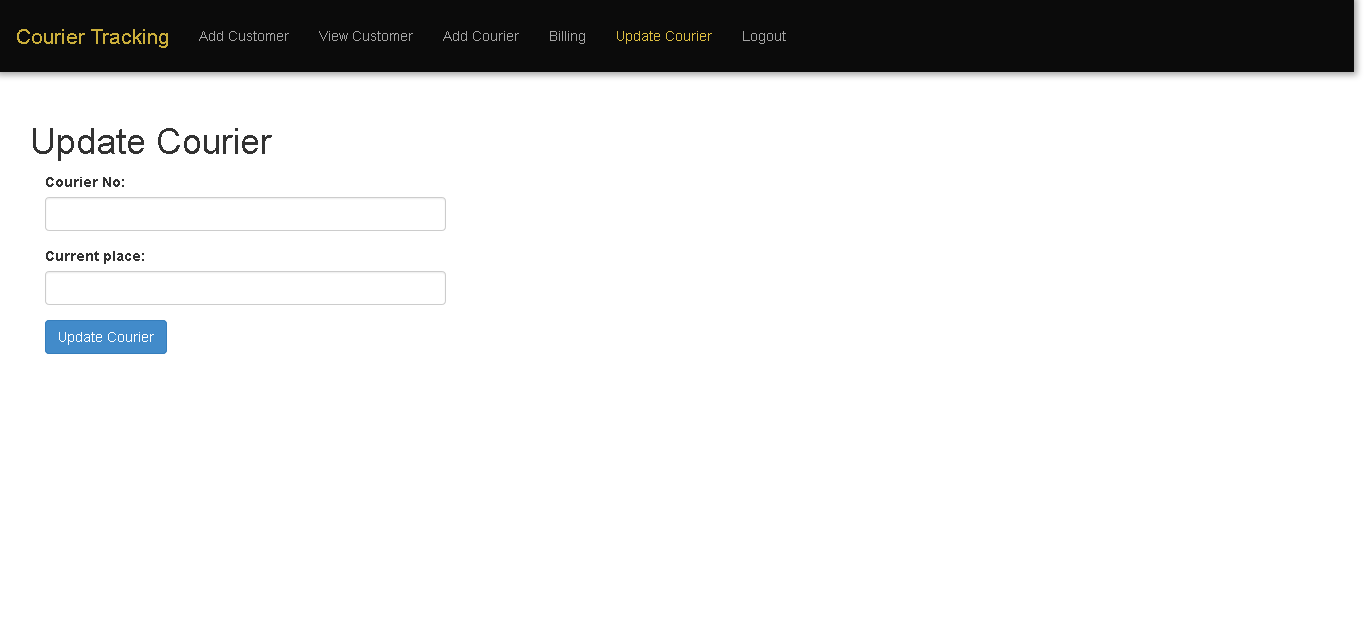 Courier Tracking Add Customer View Customer Add Courier Billing Update Courier Logout
Update Courier
Courier No:
Current place:
Update Courier